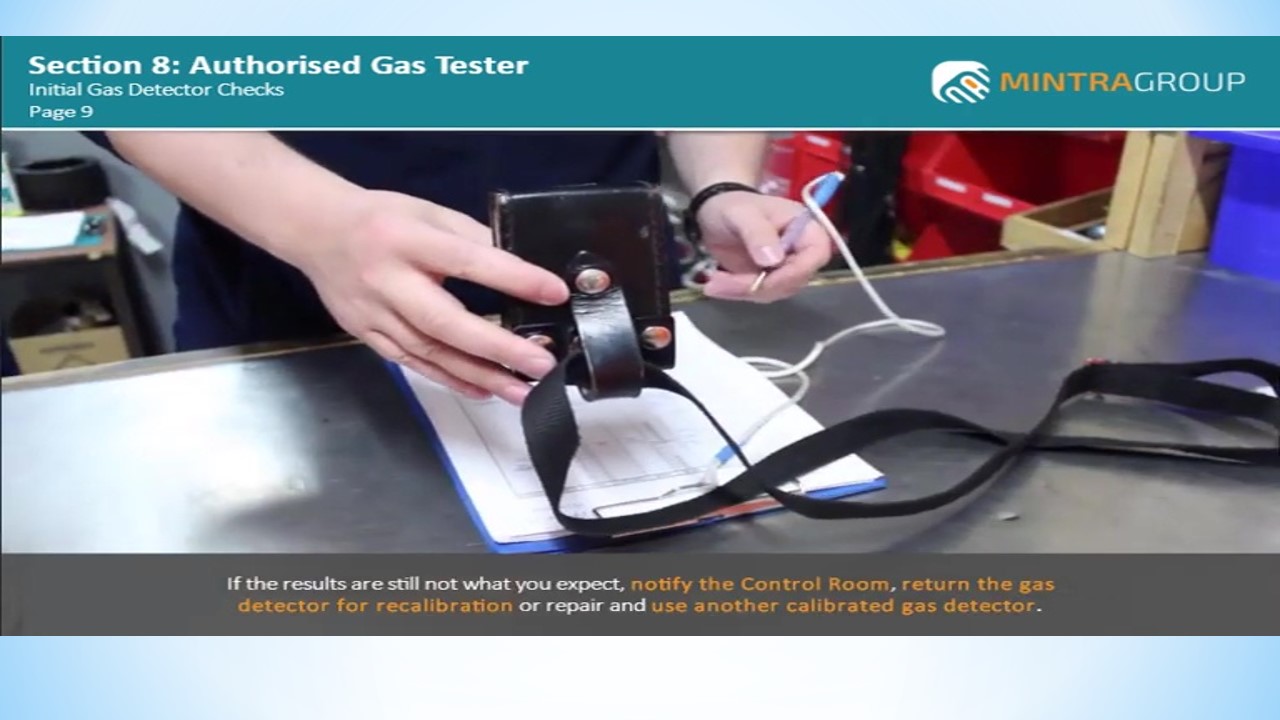 Section 8: Authorised Gas Tester
Initial Gas Detector Checks
Page 9
MINTRAGROUP
If the results are still not what you expect, notify the Control Room, return the gas
detector for recalibration or repair and use another calibrated gas detector.